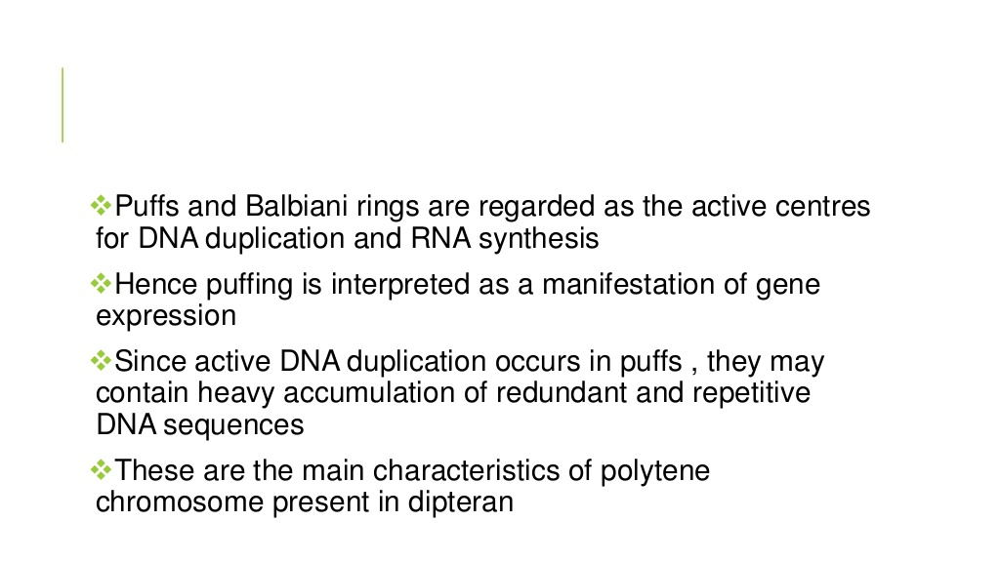 ❖Puffs and Balbiani rings are regarded as the active centres
for DNA duplication and RNA synthesis
❖Hence puffing is interpreted as a manifestation of gene
expression
❖Since active DNA duplication occurs in puffs , they may
contain heavy accumulation of redundant and repetitive
DNA sequences
❖These are the main characteristics of polytene
chromosome present in dipteran